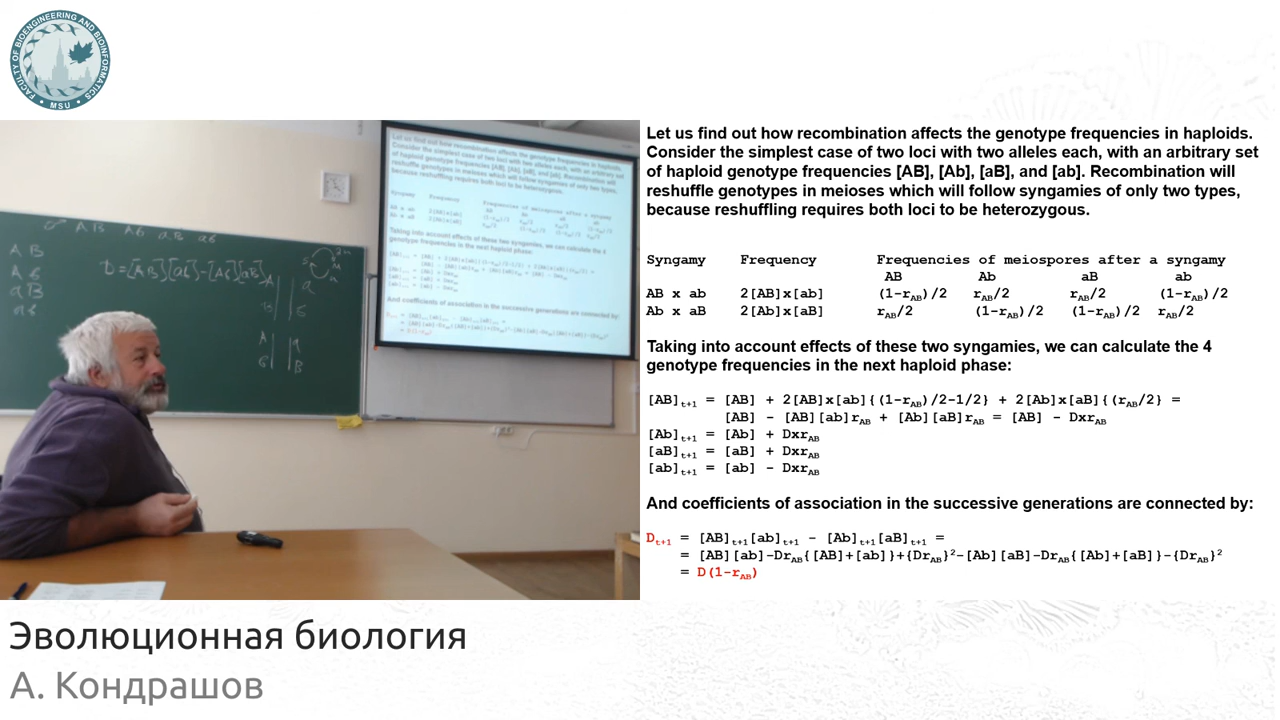 FACULTY OF BIOENGINEERING AND BIOINFORMATICS
• MSU •
Let us find out how recombination affects the genotype frequencies in haploids.
Consider the simplest case of two loci with two alleles each, with an arbitrary set
of haploid genotype frequencies [AB], [Ab], [aB], and [ab]. Recombination will
reshuffle genotypes in meioses which will follow syngamies of only two types,
because reshuffling requires both loci to be heterozygous.
Syngamy Frequency Frequencies of meiospores after a syngamy
AB Ab aB ab
AB x ab 2[AB]x[ab] (1-rAB)/2 rAB/2 rAB/2 (1-rAB)/2
Ab x aB 2[Ab]x[aB] rAB/2 (1-rAB)/2 (1-rAB)/2 rAB/2
Taking into account effects of these two syngamies, we can calculate the 4
genotype frequencies in the next haploid phase:
[AB]t+1 = [AB] + 2[AB]x[ab]{(1-rAB)/2-1/2} + 2[Ab]x[aB]{(rAB/2} =
[AB] - [AB][ab]rAB + [Ab][aB]rAB = [AB] - DxrAB
[Ab]t+1 = [Ab] + DxrAB
[aB]t+1 = [aB] + DxrAB
[ab]t+1 = [ab] - DxrAB
And coefficients of association in the successive generations are connected by:
Dt+1 = [AB]t+1[ab]t+1 - [Ab]t+1[aB]t+1 =
= [AB][ab]-DrAB{[AB]+[ab]}+{DrAB}²-[Ab][aB]-DrAB{[Ab]+[aB]}-{DrAB}²
= D(1-rAB)
AB Ab aB ab
AB
Ab
aB
ab
D=[AB][ab]-[Ab][aB]
Эволюционная биология
А. Кондрашов